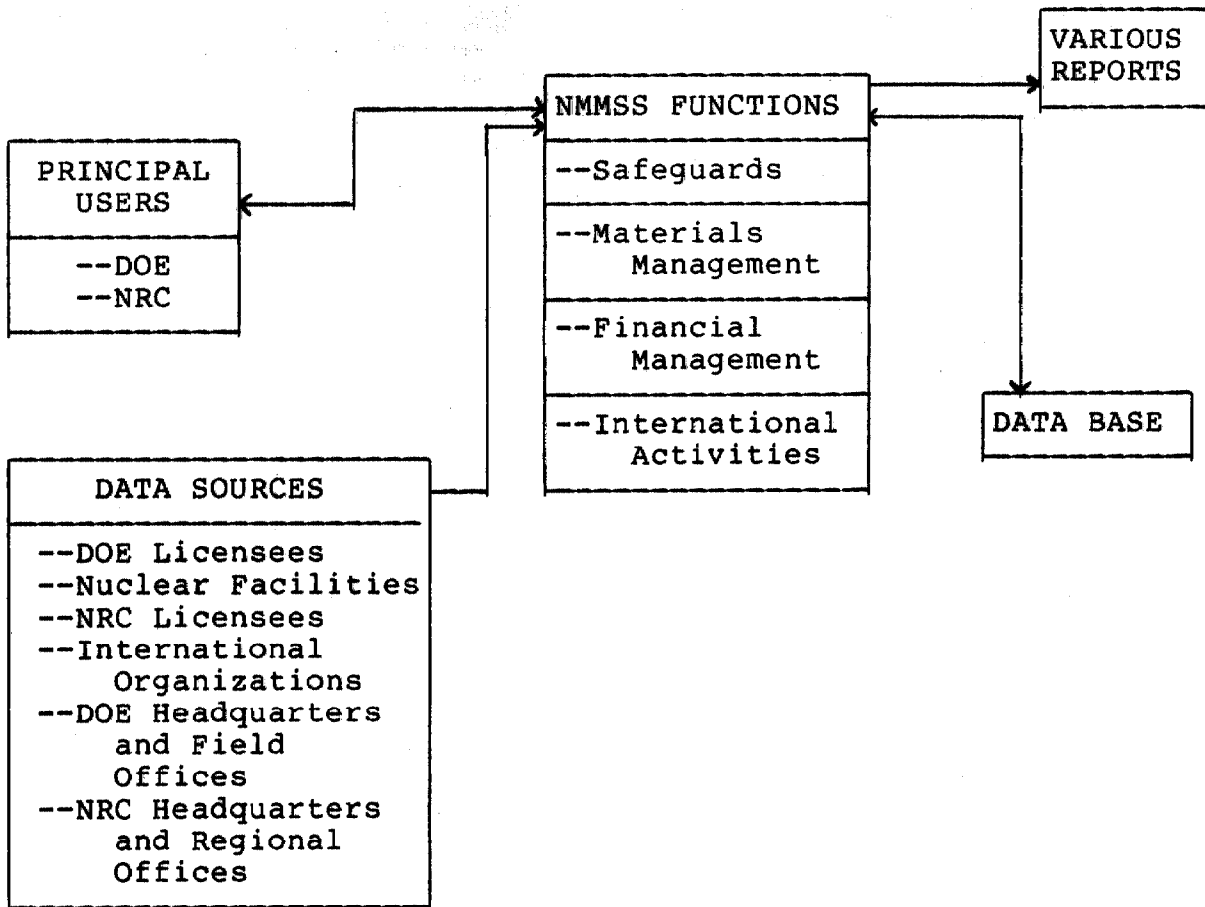 VARIOUS
REPORTS
NMMSS FUNCTIONS
--Safeguards
--Materials
Management
--Financial
Management
--International
Activities
PRINCIPAL
USERS
--DOE
--NRC
DATA BASE
DATA SOURCES
--DOE Licensees
--Nuclear Facilities
--NRC Licensees
--International
Organizations
--DOE Headquarters
and Field
Offices
--NRC Headquarters
and Regional
Offices